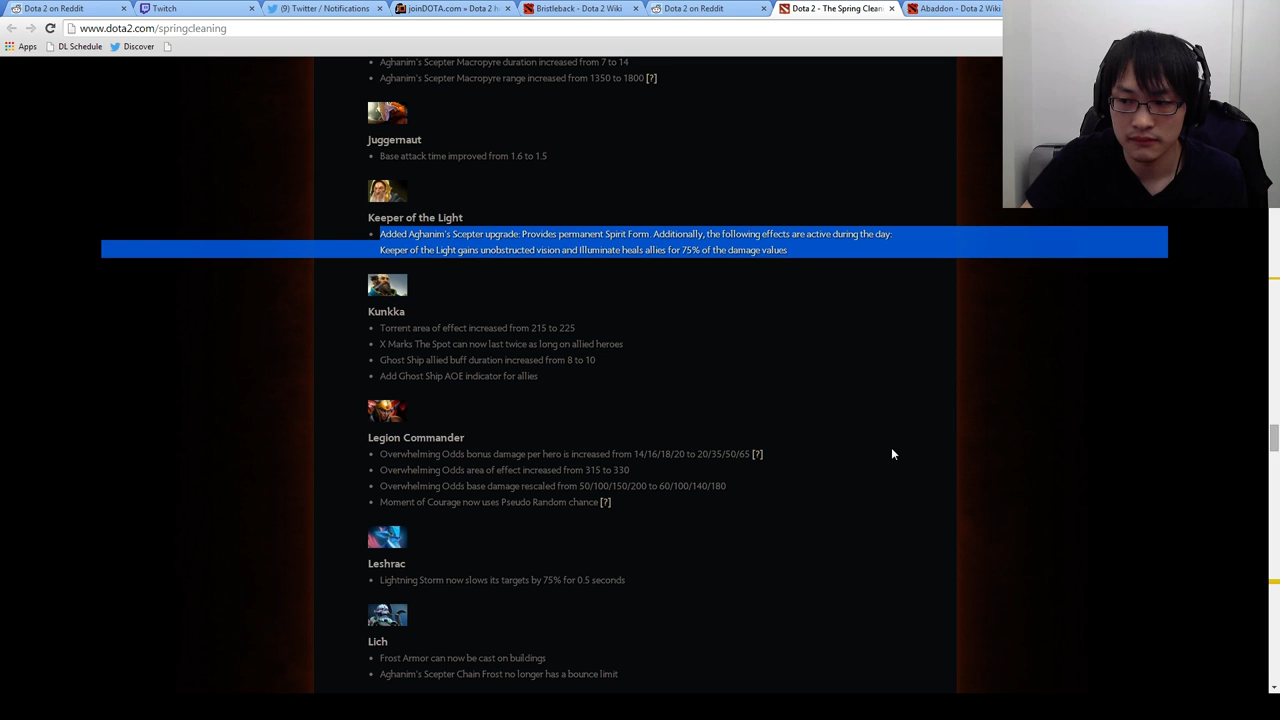 Dota 2 on Reddit
Twitch
(9) Twitter / Notifications
joinDOTA.com » Dota 2 h
Bristleback - Dota 2 Wiki
Dota 2 on Reddit
Dota 2 - The Spring Clean
Abaddon - Dota 2 Wiki
www.dota2.com/springcleaning
Apps
DL Schedule
Discover
Aghanim's Scepter Macropyre duration increased from 7 to 14
Aghanim's Scepter Macropyre range increased from 1350 to 1800 [?]
Juggernaut
Base attack time improved from 1.6 to 1.5
Keeper of the Light
Added Aghanim's Scepter upgrade: Provides permanent Spirit Form. Additionally, the following effects are active during the day:
Keeper of the Light gains unobstructed vision and Illuminate heals allies for 75% of the damage values
Kunkka
Torrent area of effect increased from 215 to 225
X Marks The Spot can now last twice as long on allied heroes
Ghost Ship allied buff duration increased from 8 to 10
Add Ghost Ship AOE indicator for allies
Legion Commander
Overwhelming Odds bonus damage per hero is increased from 14/16/18/20 to 20/35/50/65 [?]
Overwhelming Odds area of effect increased from 315 to 330
Overwhelming Odds base damage rescaled from 50/100/150/200 to 60/100/140/180
Moment of Courage now uses Pseudo Random chance [?]
Leshrac
Lightning Storm now slows its targets by 75% for 0.5 seconds
Lich
Frost Armor can now be cast on buildings
Aghanim's Scepter Chain Frost no longer has a bounce limit